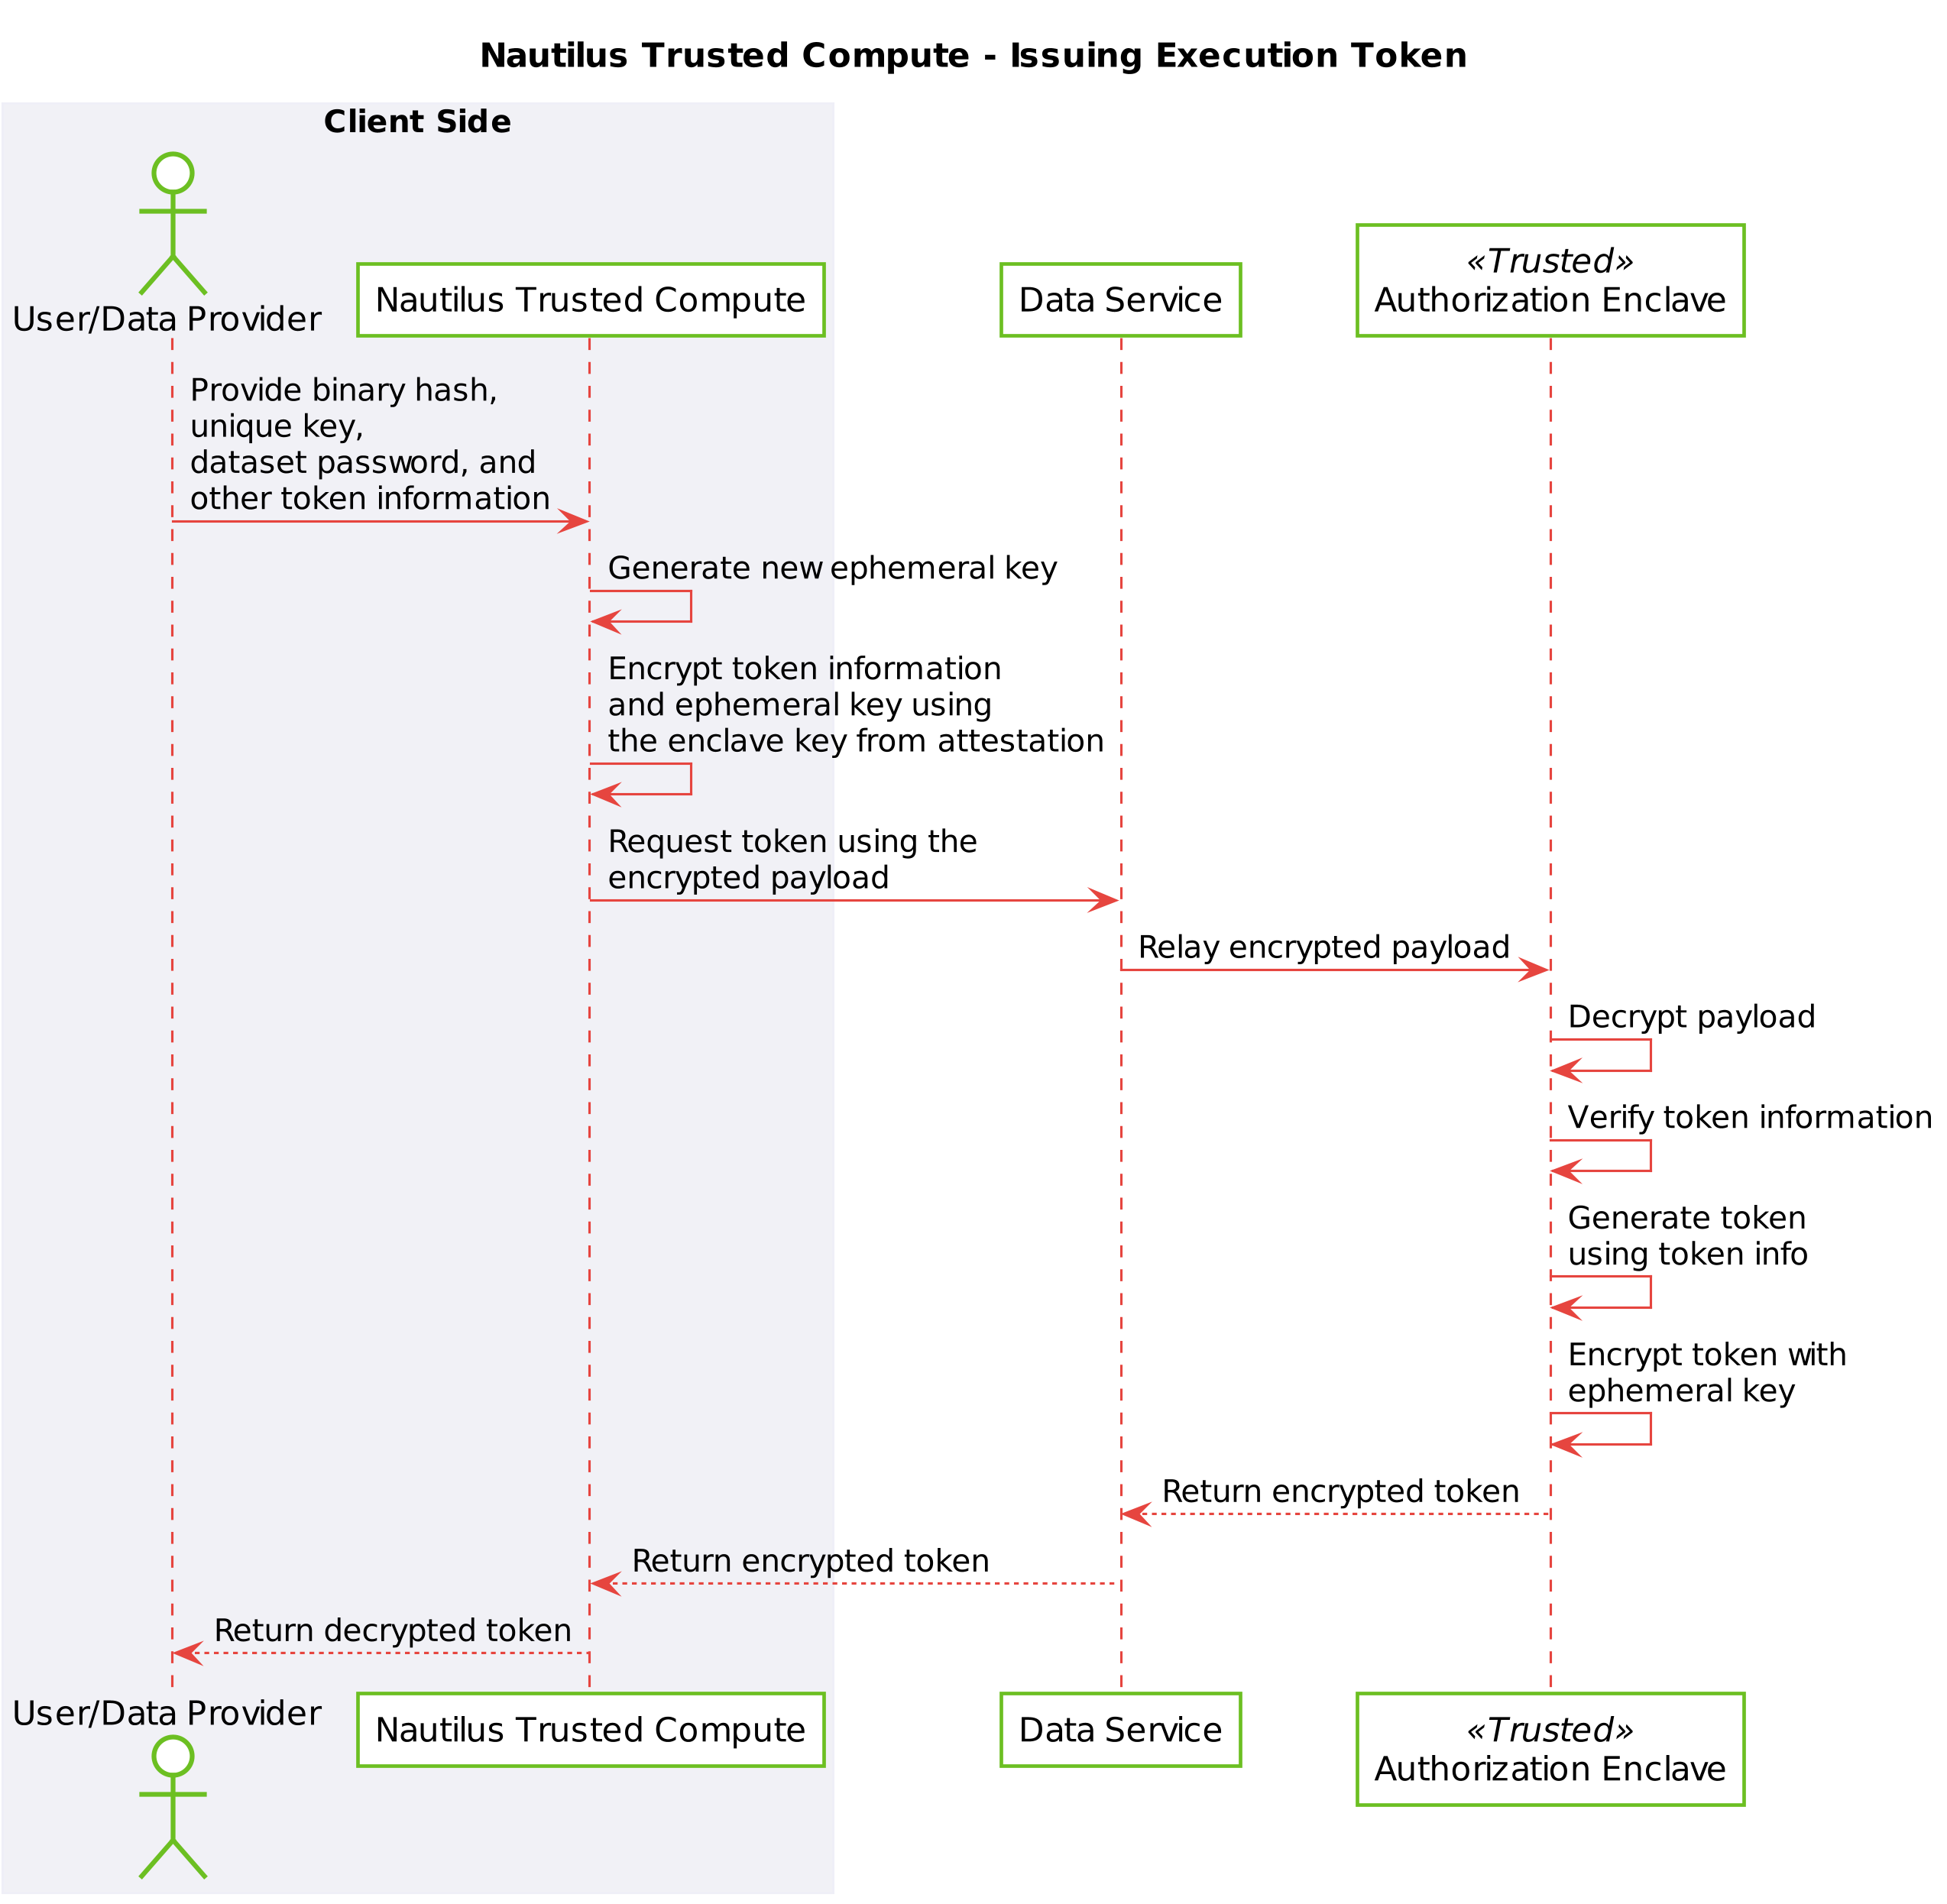 Nautilus Trusted Compute - Issuing Execution Token
Client Side
User/Data Provider
Nautilus Trusted Compute
Data Service
«Trusted»
Authorization Enclave
Provide binary hash,
unique key,
dataset password, and
other token information
Generate new ephemeral key
Encrypt token information
and ephemeral key using
the enclave key from attestation
Request token using the
encrypted payload
Relay encrypted payload
Decrypt payload
Verify token information
Generate token
using token info
Encrypt token with
ephemeral key
Return encrypted token
Return encrypted token
Return decrypted token
User/Data Provider
Nautilus Trusted Compute
Data Service
«Trusted»
Authorization Enclave